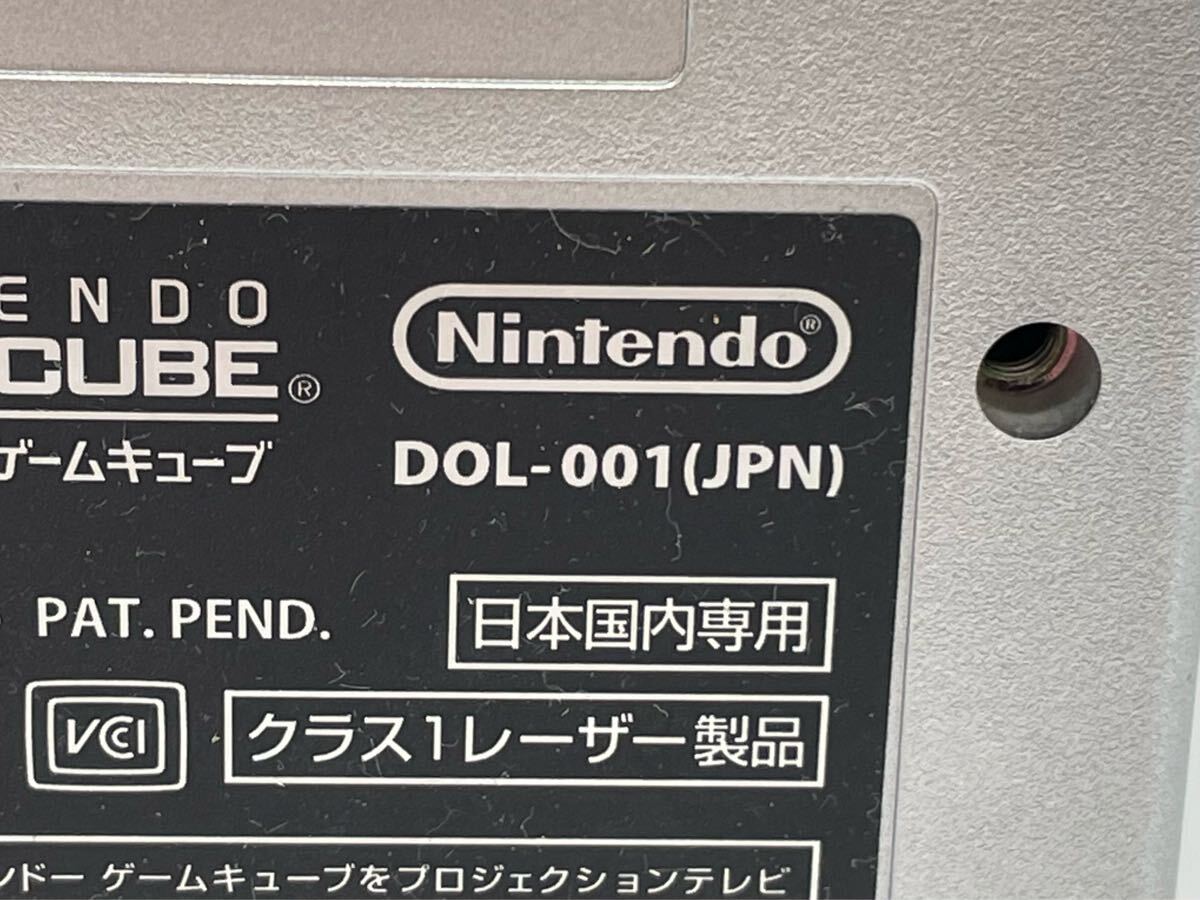 ENDO
CUBE®
ゲームキューブ
Nintendo®
DOL-001(JPN)
PAT. PEND.
日本国内専用
VCCI
クラス1レーザー製品
ンドー ゲームキューブをプロジェクションテレビ